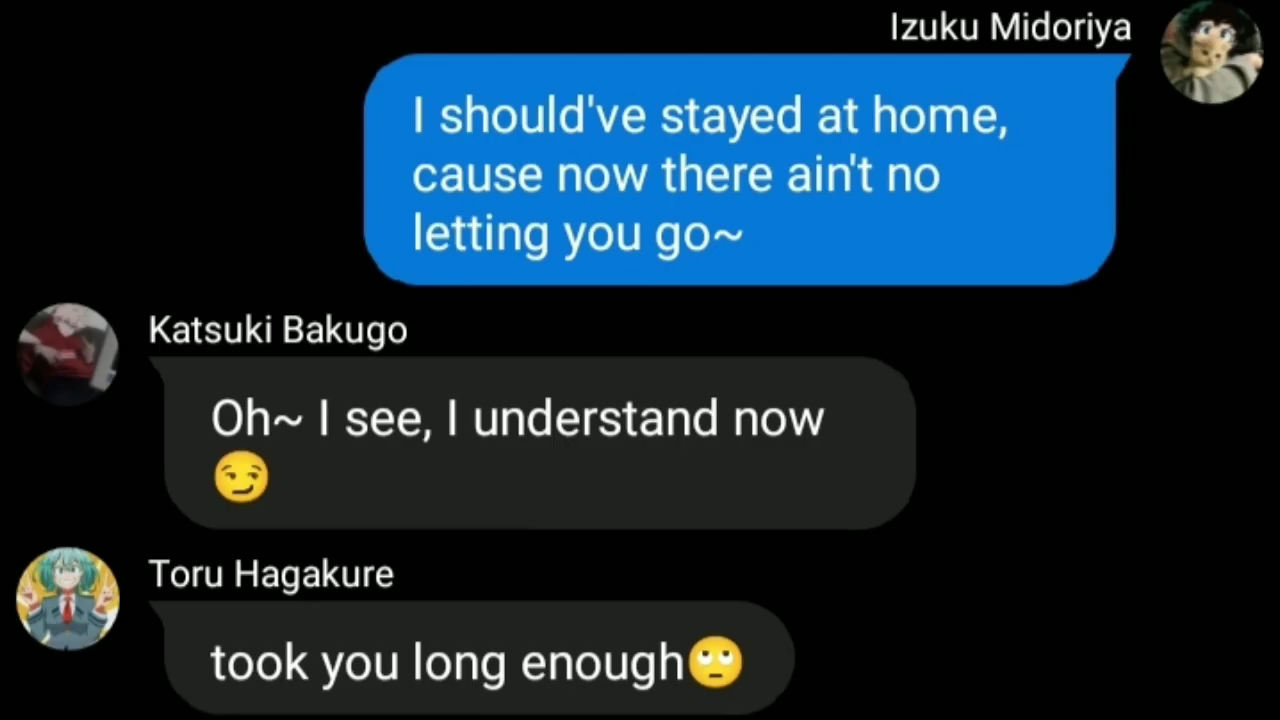 Izuku Midoriya
I should've stayed at home,
cause now there ain't no
letting you go~
Katsuki Bakugo
Oh~ I see, I understand now
😏
Toru Hagakure
took you long enough🙄